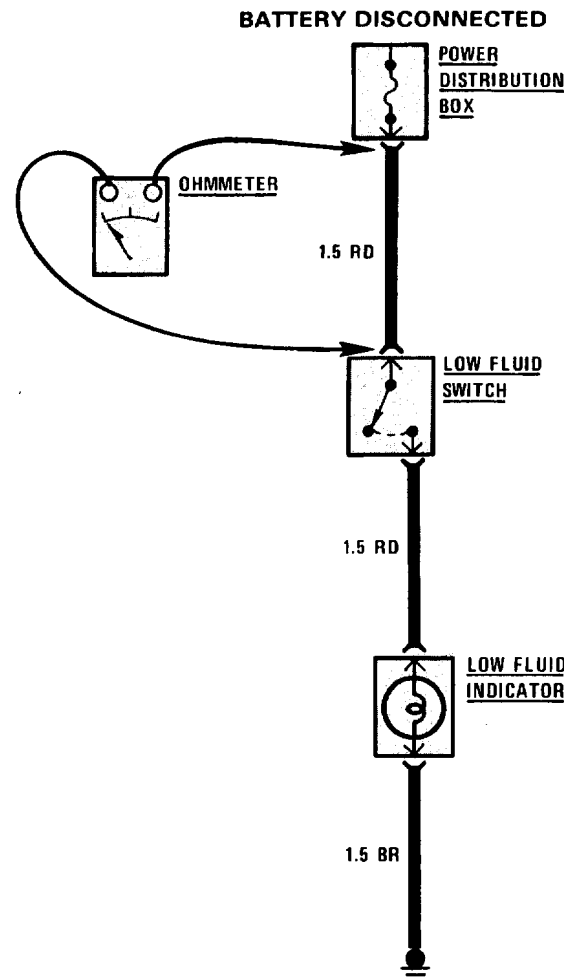 BATTERY DISCONNECTED
POWER
DISTRIBUTION
BOX
OHMMETER
1.5 RD
LOW FLUID
SWITCH
1.5 RD
LOW FLUID
INDICATOR
1.5 BR